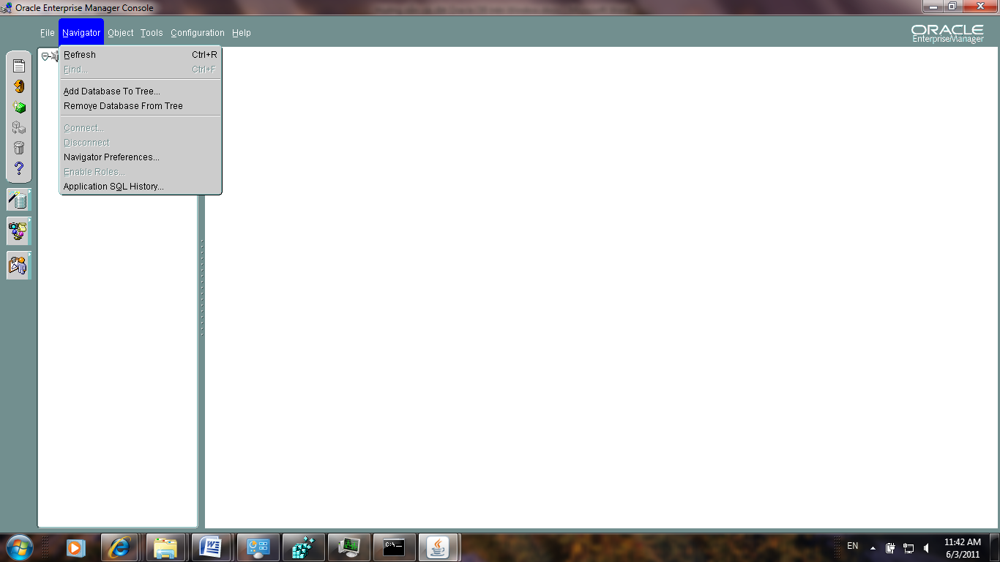 Oracle Enterprise Manager Console
File Navigator Object Tools Configuration Help
ORACLE
EnterpriseManager
Refresh Ctrl+R
Find... Ctrl+F
Add Database To Tree...
Remove Database From Tree
Connect...
Disconnect
Navigator Preferences...
Enable Roles...
Application SQL History...
EN
11:42 AM
6/3/2011